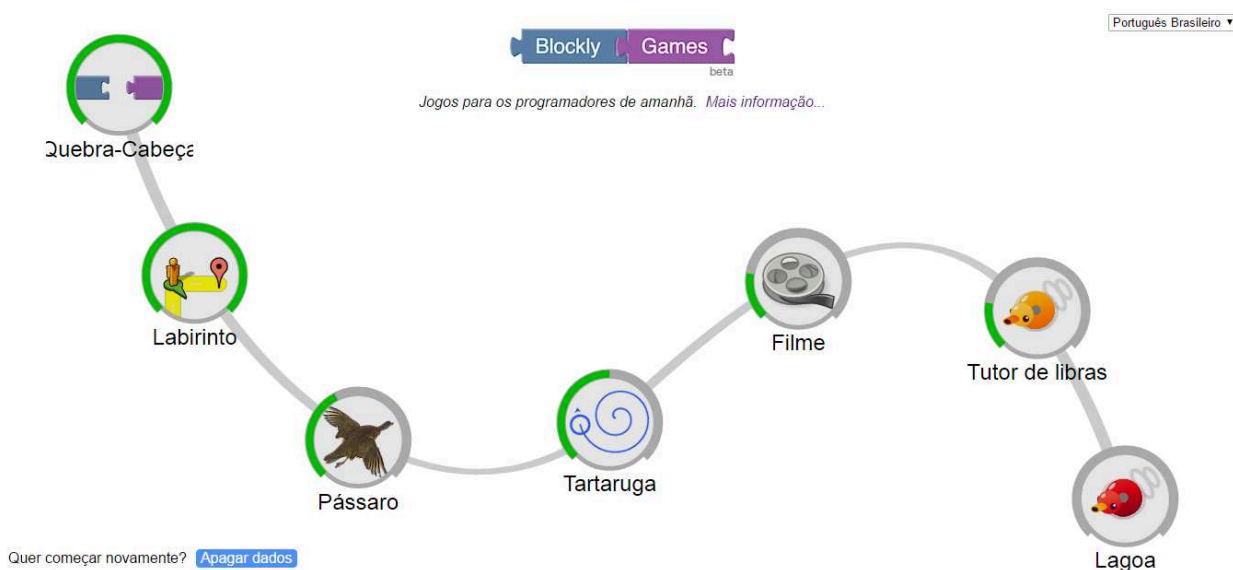 Português Brasileiro
Blockly Games
beta
Jogos para os programadores de amanhã. Mais informação...
Quebra-Cabeça
Labirinto
Pássaro
Tartaruga
Filme
Tutor de libras
Lagoa
Quer começar novamente? Apagar dados